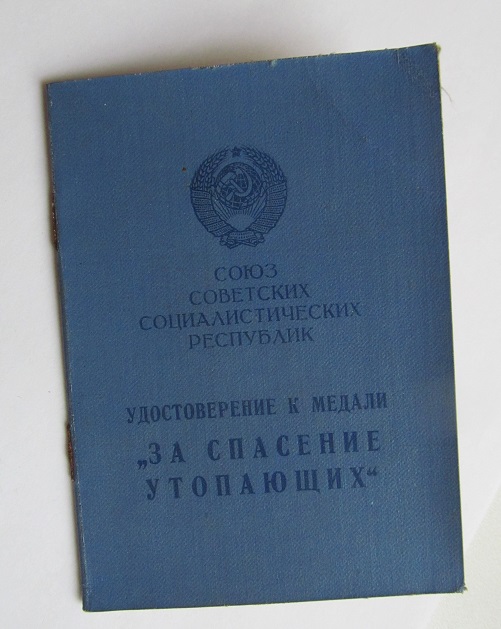 СОЮЗ
СОВЕТСКИХ
СОЦИАЛИСТИЧЕСКИХ
РЕСПУБЛИК
УДОСТОВЕРЕНИЕ К МЕДАЛИ
„ЗА СПАСЕНИЕ
УТОПАЮЩИХ“